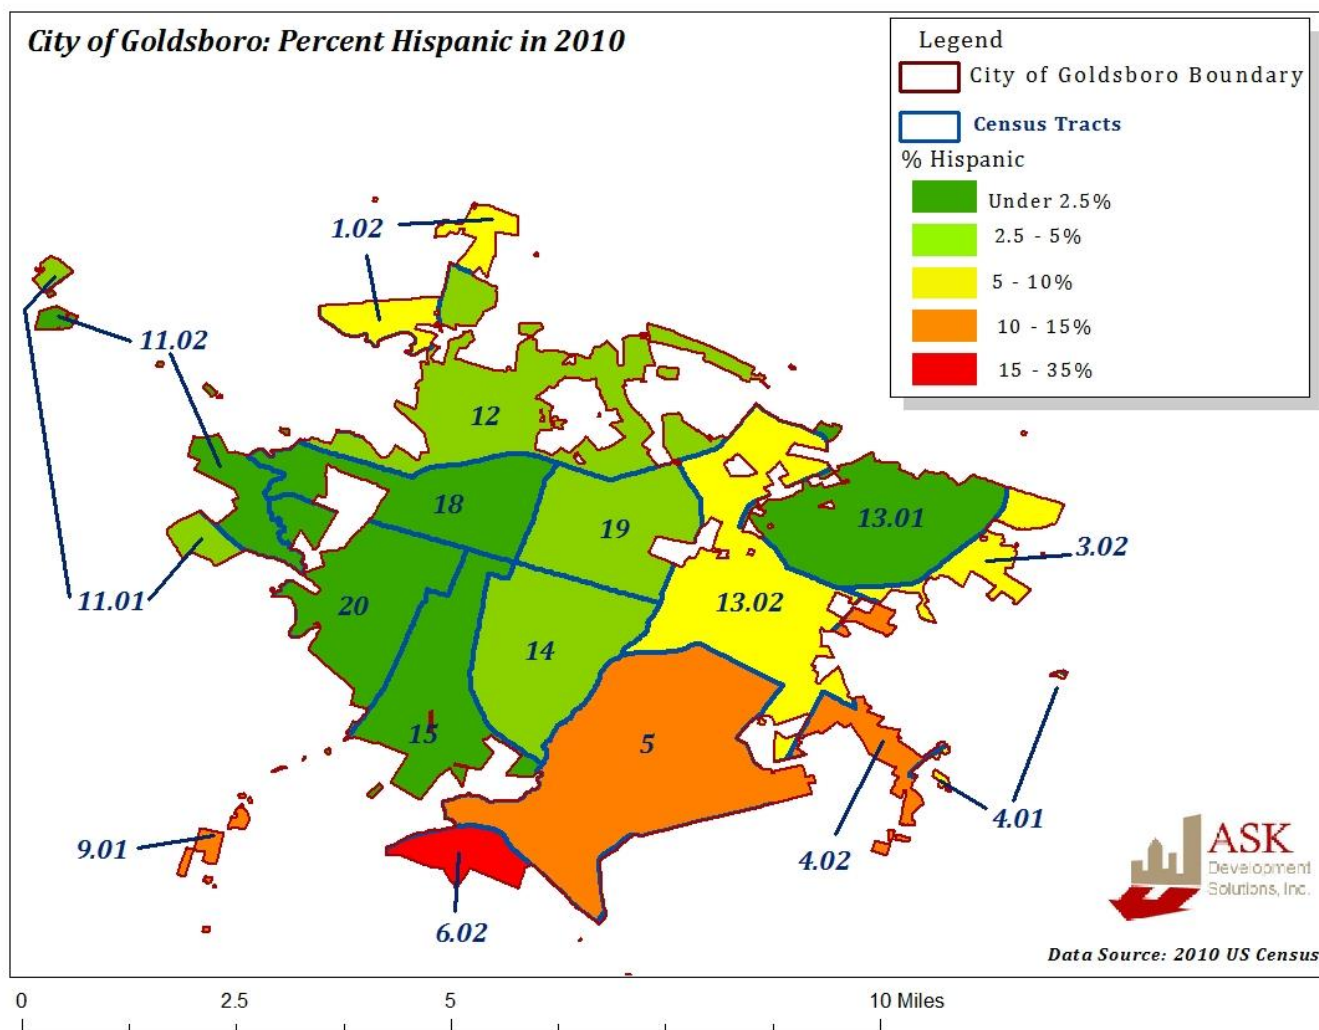 City of Goldsboro: Percent Hispanic in 2010
Legend
City of Goldsboro Boundary
Census Tracts
% Hispanic
Under 2.5%
2.5 - 5%
5 - 10%
10 - 15%
15 - 35%
1.02
11.02
12
18
19
13.01
3.02
11.01
20
13.02
14
15
5
9.01
4.02
4.01
6.02
ASK
Development
Solutions, Inc.
Data Source: 2010 US Census
0 2.5 5 10 Miles